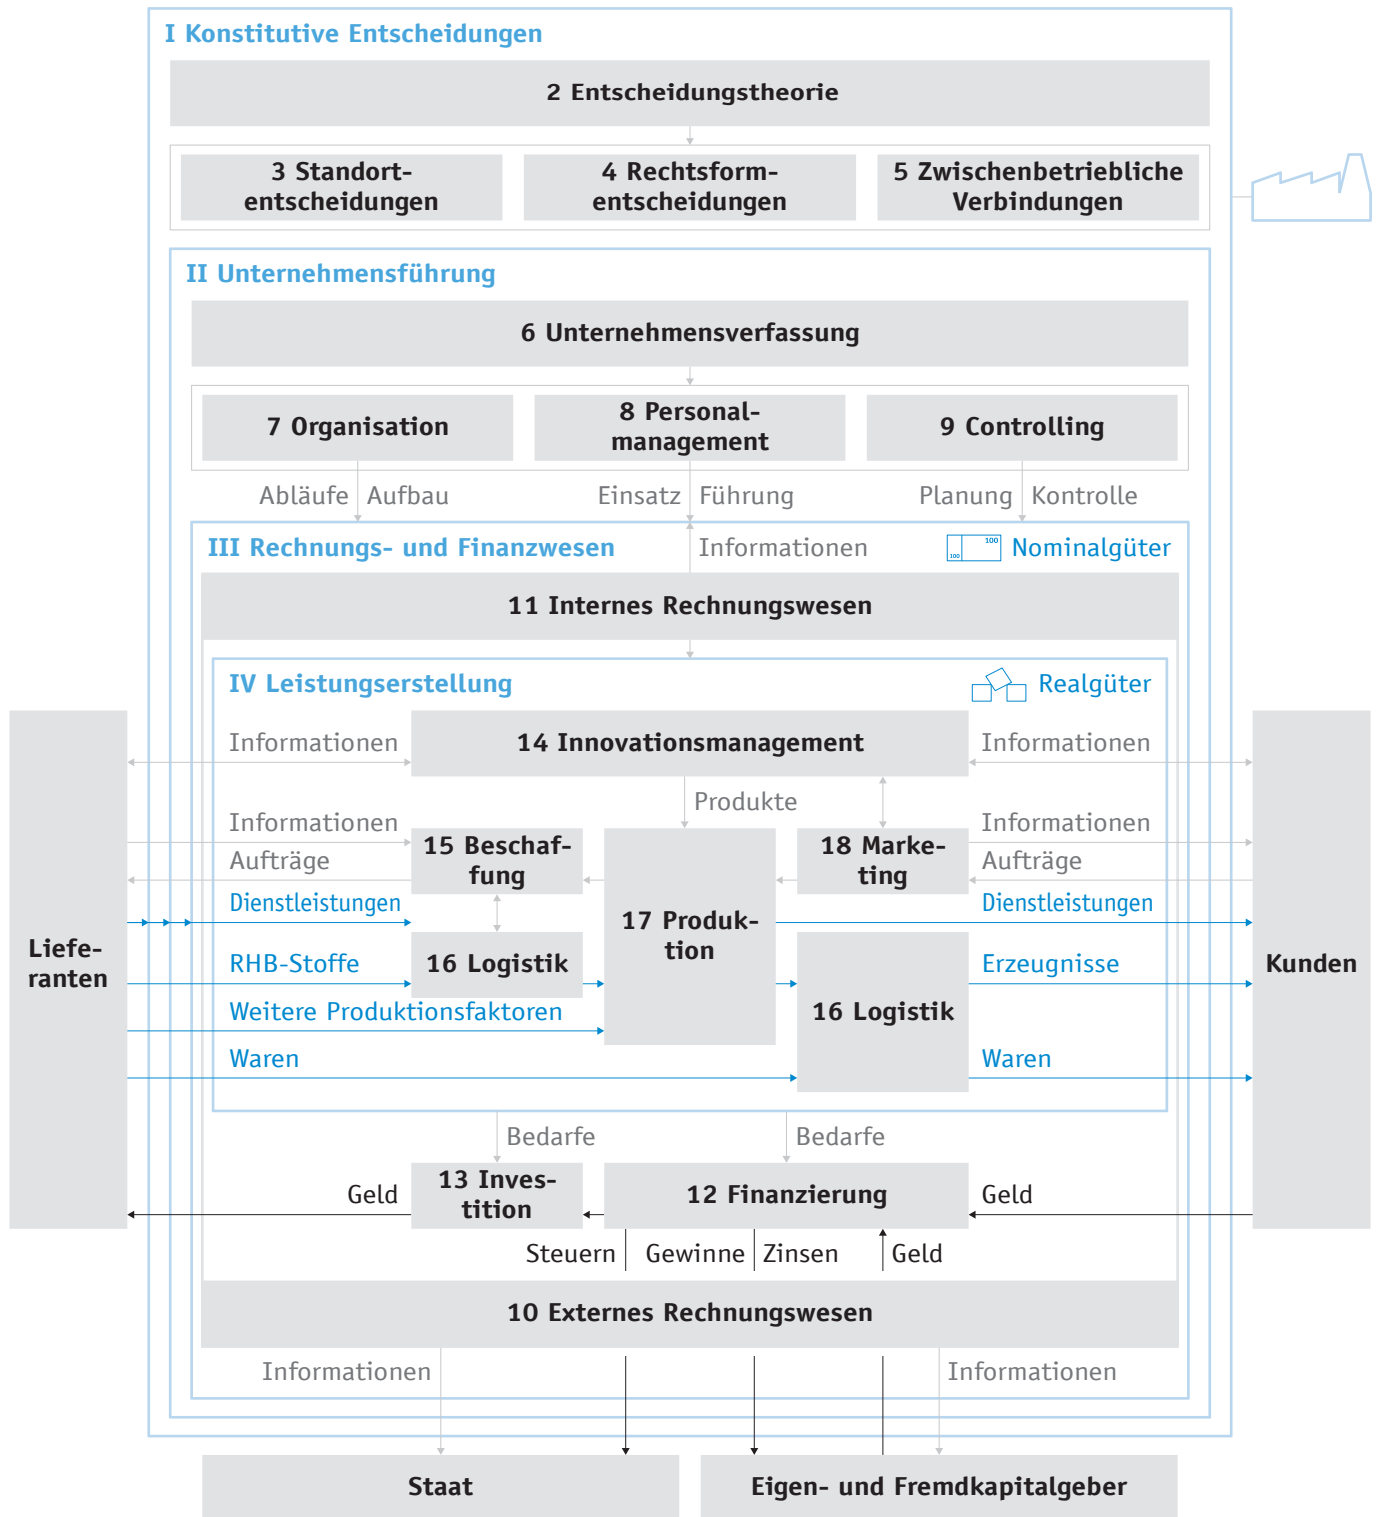 I Konstitutive Entscheidungen
2 Entscheidungstheorie
3 Standort-
entscheidungen
4 Rechtsform-
entscheidungen
5 Zwischenbetriebliche
Verbindungen
II Unternehmensführung
6 Unternehmensverfassung
7 Organisation
8 Personal-
management
9 Controlling
Abläufe
Aufbau
Einsatz
Führung
Planung
Kontrolle
III Rechnungs- und Finanzwesen
Informationen
100
100
Nominalgüter
11 Internes Rechnungswesen
IV Leistungserstellung
Realgüter
Informationen
14 Innovationsmanagement
Informationen
Produkte
Informationen
Aufträge
15 Beschaf-
fung
18 Marke-
ting
Informationen
Aufträge
Dienstleistungen
17 Produk-
tion
Dienstleistungen
Liefe-
ranten
RHB-Stoffe
16 Logistik
Erzeugnisse
Kunden
Weitere Produktionsfaktoren
16 Logistik
Waren
Waren
Bedarfe
Bedarfe
Geld
13 Inves-
tition
12 Finanzierung
Geld
Steuern
Gewinne
Zinsen
Geld
10 Externes Rechnungswesen
Informationen
Informationen
Staat
Eigen- und Fremdkapitalgeber